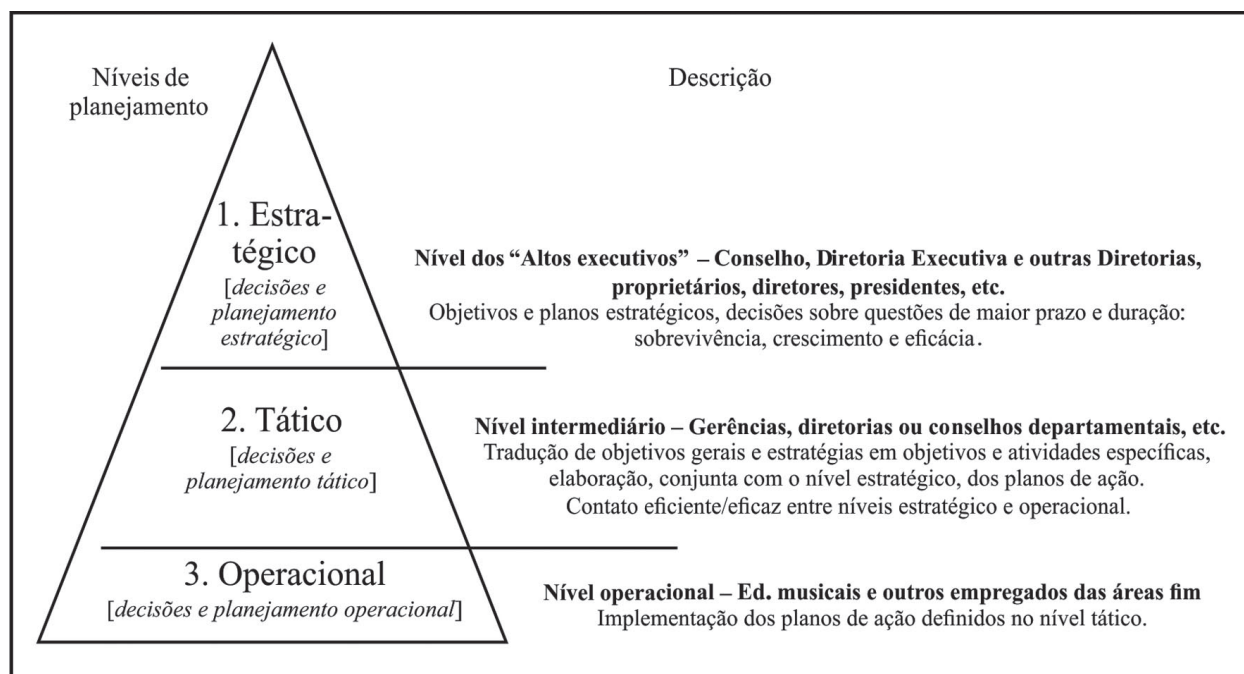 Níveis de
planejamento
Descrição
1. Estra-
tégico
[decisões e
planejamento
estratégico]
Nível dos “Altos executivos” – Conselho, Diretoria Executiva e outras Diretorias,
proprietários, diretores, presidentes, etc.
Objetivos e planos estratégicos, decisões sobre questões de maior prazo e duração:
sobrevivência, crescimento e eficácia.
2. Tático
[decisões e
planejamento tático]
Nível intermediário – Gerências, diretorias ou conselhos departamentais, etc.
Tradução de objetivos gerais e estratégias em objetivos e atividades específicas,
elaboração, conjunta com o nível estratégico, dos planos de ação.
Contato eficiente/eficaz entre níveis estratégico e operacional.
3. Operacional
[decisões e planejamento operacional]
Nível operacional – Ed. musicais e outros empregados das áreas fim
Implementação dos planos de ação definidos no nível tático.